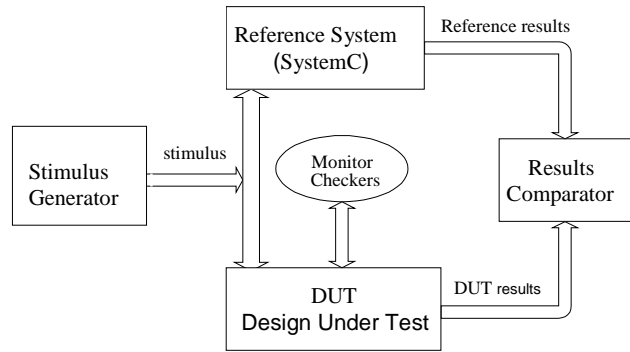 Reference System
(SystemC)
Reference results
Stimulus
Generator
stimulus
Monitor
Checkers
Results
Comparator
DUT
Design Under Test
DUT results